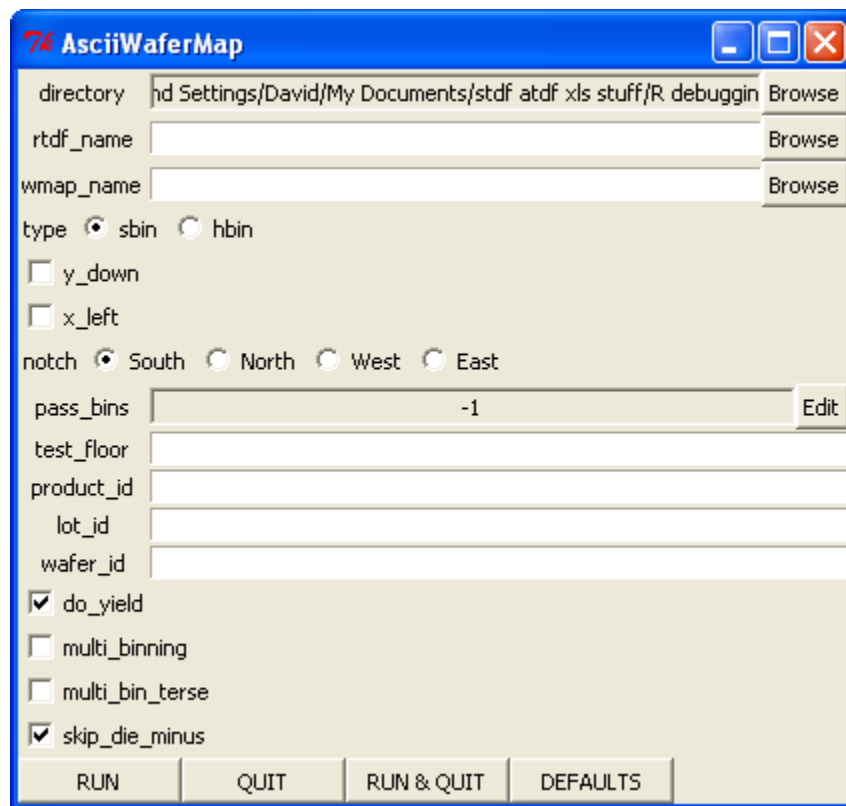 AsciiWaferMap
directory nd Settings/David/My Documents/stdf atdf xls stuff/R debuggin Browse
rtdf_name Browse
wmap_name Browse
type sbin hbin
y_down
x_left
notch South North West East
pass_bins -1 Edit
test_floor
product_id
lot_id
wafer_id
do_yield
multi_binning
multi_bin_terse
skip_die_minus
RUN QUIT RUN & QUIT DEFAULTS